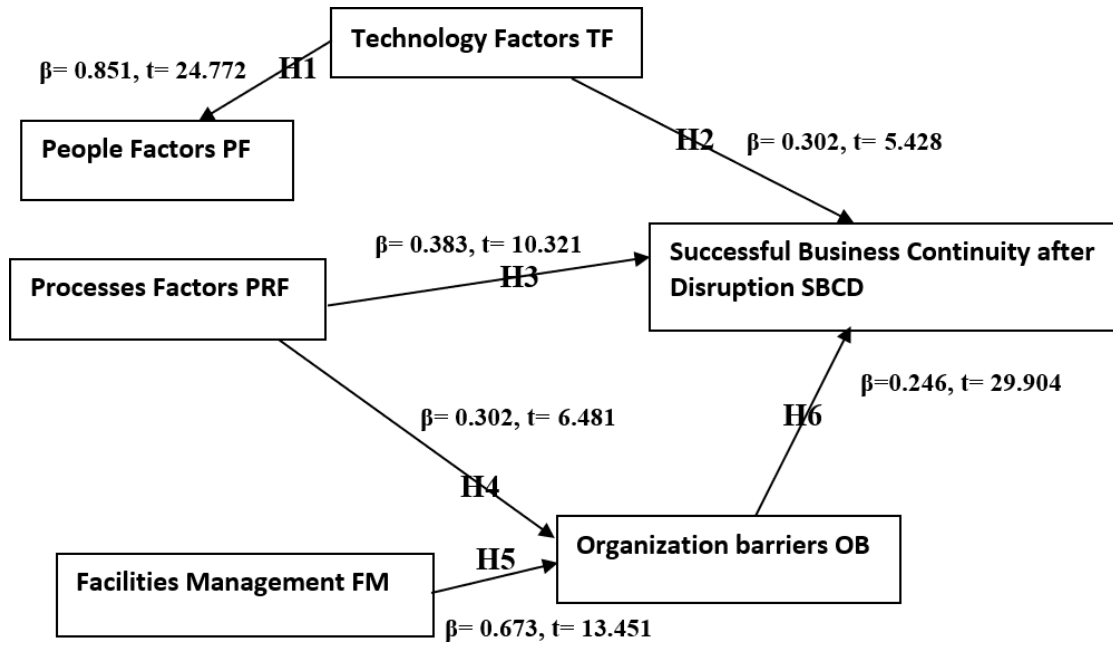 Technology Factors TF
β= 0.851, t= 24.772
H1
People Factors PF
H2
β= 0.302, t= 5.428
β= 0.383, t= 10.321
H3
Successful Business Continuity after
Disruption SBCD
Processes Factors PRF
β=0.246, t= 29.904
H6
β= 0.302, t= 6.481
H4
Organization barriers OB
H5
Facilities Management FM
β= 0.673, t= 13.451